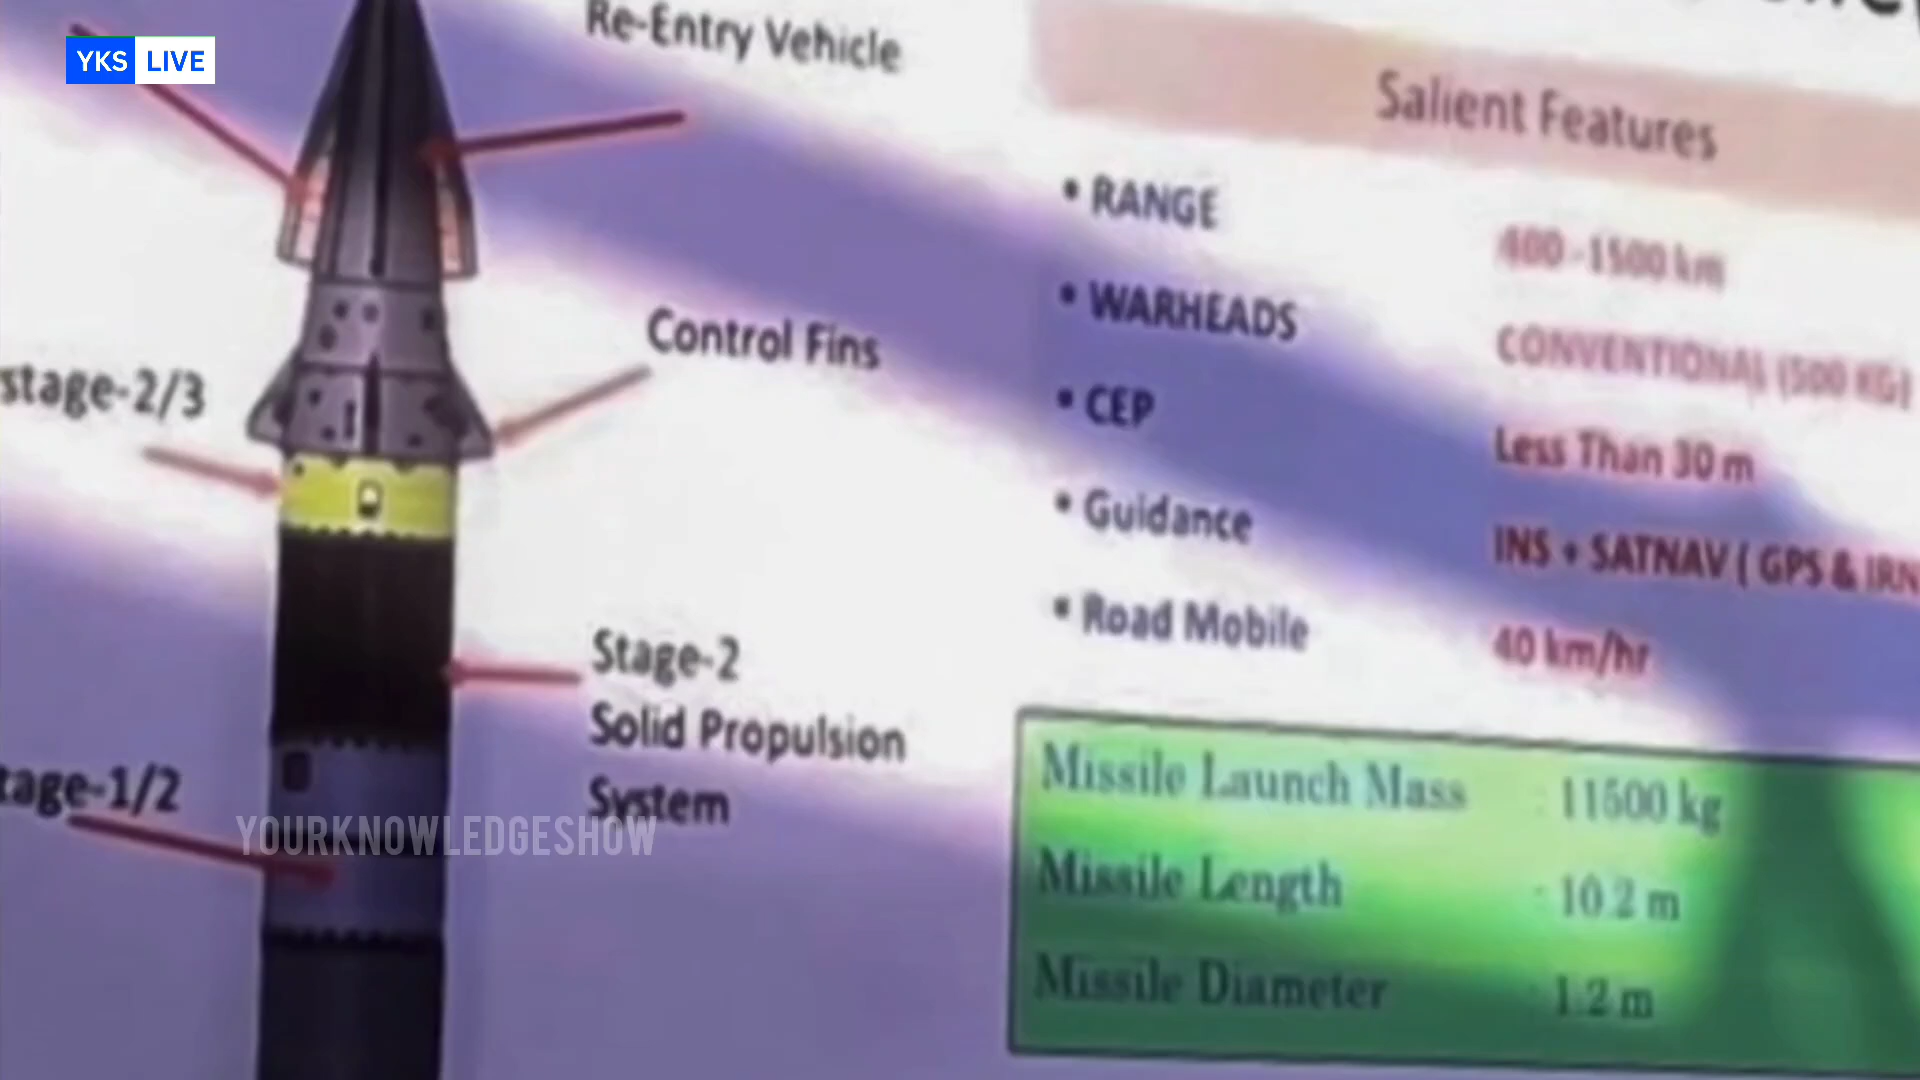 YKS LIVE
Re-Entry Vehicle
Control Fins
stage-2/3
Stage-2
Solid Propulsion
System
tage-1/2
YOURKNOWLEDGESHOW
Salient Features
• RANGE 400-1500 km
• WARHEADS CONVENTIONAL (500 KG)
• CEP Less Than 30 m
• Guidance INS + SATNAV ( GPS & IRN
• Road Mobile 40 km/hr
Missile Launch Mass : 11500 kg
Missile Length : 10.2 m
Missile Diameter : 1.2 m